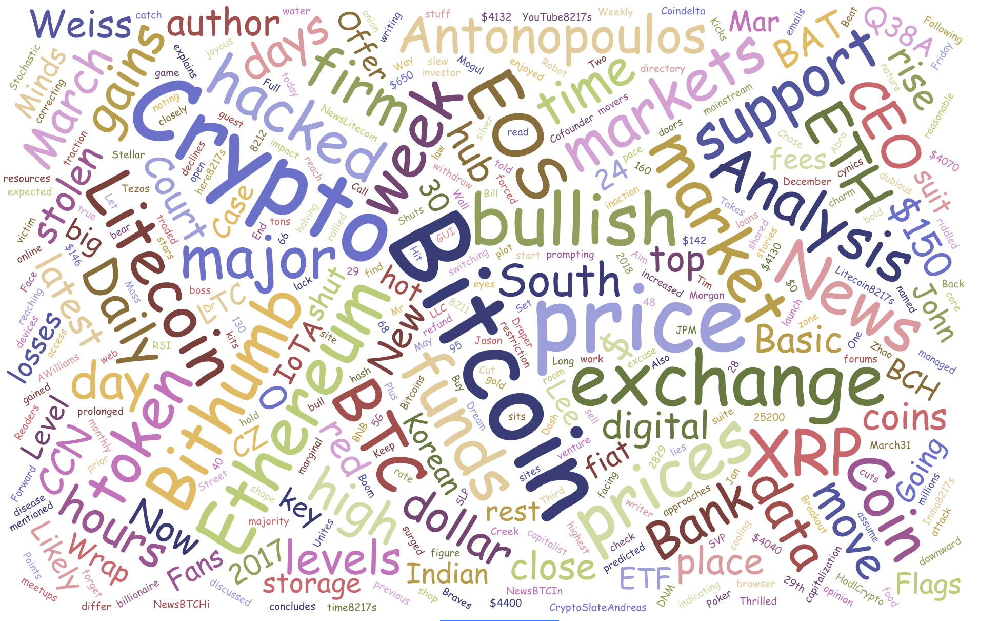 Weiss
catch
author
water
stuff
$4132
YouTube8217s
Weekly
Coindelta
Mar
emails
Beat
Q38A
Following
Stochastic
Minds
correcting
March
gains
explains
joyous
days
Offer
onion
writing
Antonopoulos
Kicks
BAT
Friday
game
noting
closely
hacked
Full
today
firm
Way
$650
slew
investor
Mogul
enjoyed
Robot
Two
time
directory
markets
mainstream
support
nature
rise
reasonable
Crypto
guest
8212
NewsLitecoin
week
EOS
read
silver
hub
law
Cofounder
movers
doors
ETH
CEO
Chase
Abra
fees
cynics
$4070
traction
Stellar
declines
open
here8217s
impact
reach
Call
withdraw
told
forced
24
pace
160
market
Analysis
December
dubious
suit
resources
expected
stolen
Litecoin
Tezos
Court
Case
30
Wall
Bill
bullish
inaction
Takes
loans
charm
bold
$150
riddled
true
Let
victim
online
big
bear
traded
stars
End
tons
66
halving
rallied
Shuts
Bitcoin
GUI
Hit
$142
shared
stories
$4130
$146
latest
Daily
Mass
major
lack
29
find
hot
switching
plot
start
prompting
2018
Aim
top
increased
Tim
Morgan
News
$0
Litecoin8217s
named
Back
core
John
Face
reaching
devices
losses
access
boss
LTC
Dr
130
kits
Bithumb
shut
IoTA
site
Ethereum
68
Mr
New
LLC
refund
8211
eyes
South
Set
price
48
JPM
launch
zone
Basic
One
Zhao
BCH
managed
AWilliams
web
RSI
May
95
Jason
Draper
restriction
Long
work
$
excuse
Also
28
forums
gained
day
token
O
hash
bull
BTC
Plus
Bitcoins
funds
Buy
Cut
gold
room
Lee
exchange
Readers
Level
prolonged
monthly
prior
CCN
hold
CZ
red
BNB
5G
Keep
Korean
Dream
sits
Dash
sell
digital
suite
25200
coins
March31
Forward
disease
mentioned
hours
Now
40
Street
shape
marginal
key
high
Boom
rate
SLP
sites
venture
Third
fiat
facing
2829
lies
prices
Jan
XRP
Coin
cuts
Going
millions
India8217s
attack
Likely
Wrap
majority
Unites
surged
dollar
rest
Creek
capitalist
writer
highest
approaches
Bank
data
Breakout
move
assume
Points
meetups
forget
Fans
2017
levels
storage
figure
Indian
close
check
predicted
ETF
SVP
cooling
$4040
place
capitalization
downward
differ
billionaire
NewsBTCHi
discussed
concludes
time8217s
previous
shop
Braves
$4400
NewsBTCIn
CryptoSlateAndreas
DNM
indicating
Poker
browser
Thrilled
29th
HodlCrypto
opinion
food
Flags